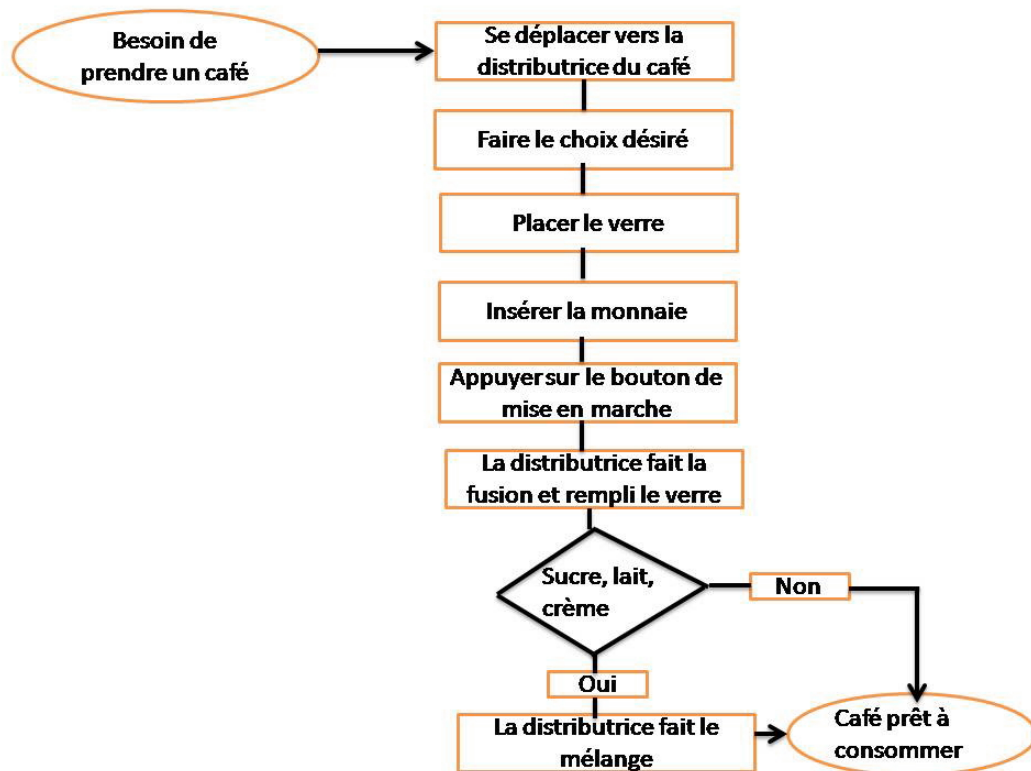 Besoin de
prendre un café
Se déplacer vers la
distributrice du café
Faire le choix désiré
Placer le verre
Insérer la monnaie
Appuyer sur le bouton de
mise en marche
La distributrice fait la
fusion et rempli le verre
Sucre, lait,
crème
Non
Oui
La distributrice fait le
mélange
Café prêt à
consommer